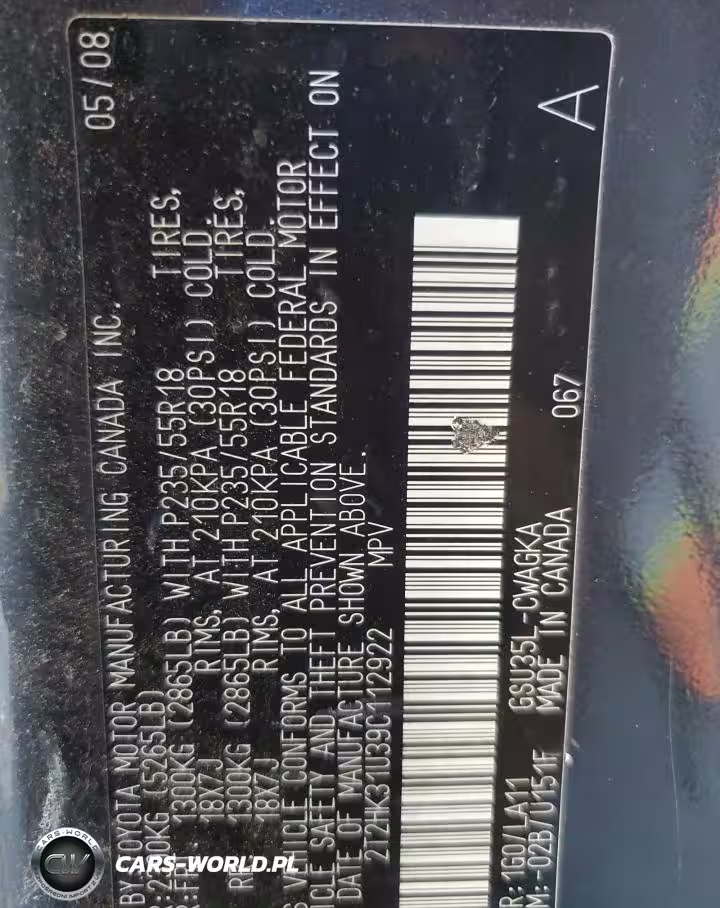 BY TOYOTA MOTOR MANUFACTURING CANADA INC. 05/08
(5265LB)
1300KG (2865LB) WITH P235/55R18 TIRES,
18X7J RIMS, AT 210KPA (30PSI) COLD.
1300KG (2865LB) WITH P235/55R18 TIRES,
18X7J RIMS, AT 210KPA (30PSI) COLD.
VEHICLE CONFORMS TO ALL APPLICABLE FEDERAL MOTOR
SAFETY AND THEFT PREVENTION STANDARDS IN EFFECT ON
DATE OF MANUFACTURE SHOWN ABOVE.
2T2HK31U39C112922 MPV
R:1G0/LA11 GSU35L-CWAGKA
M:-02B/U151F MADE IN CANADA 067 A
CARS-WORLD.PL
CW